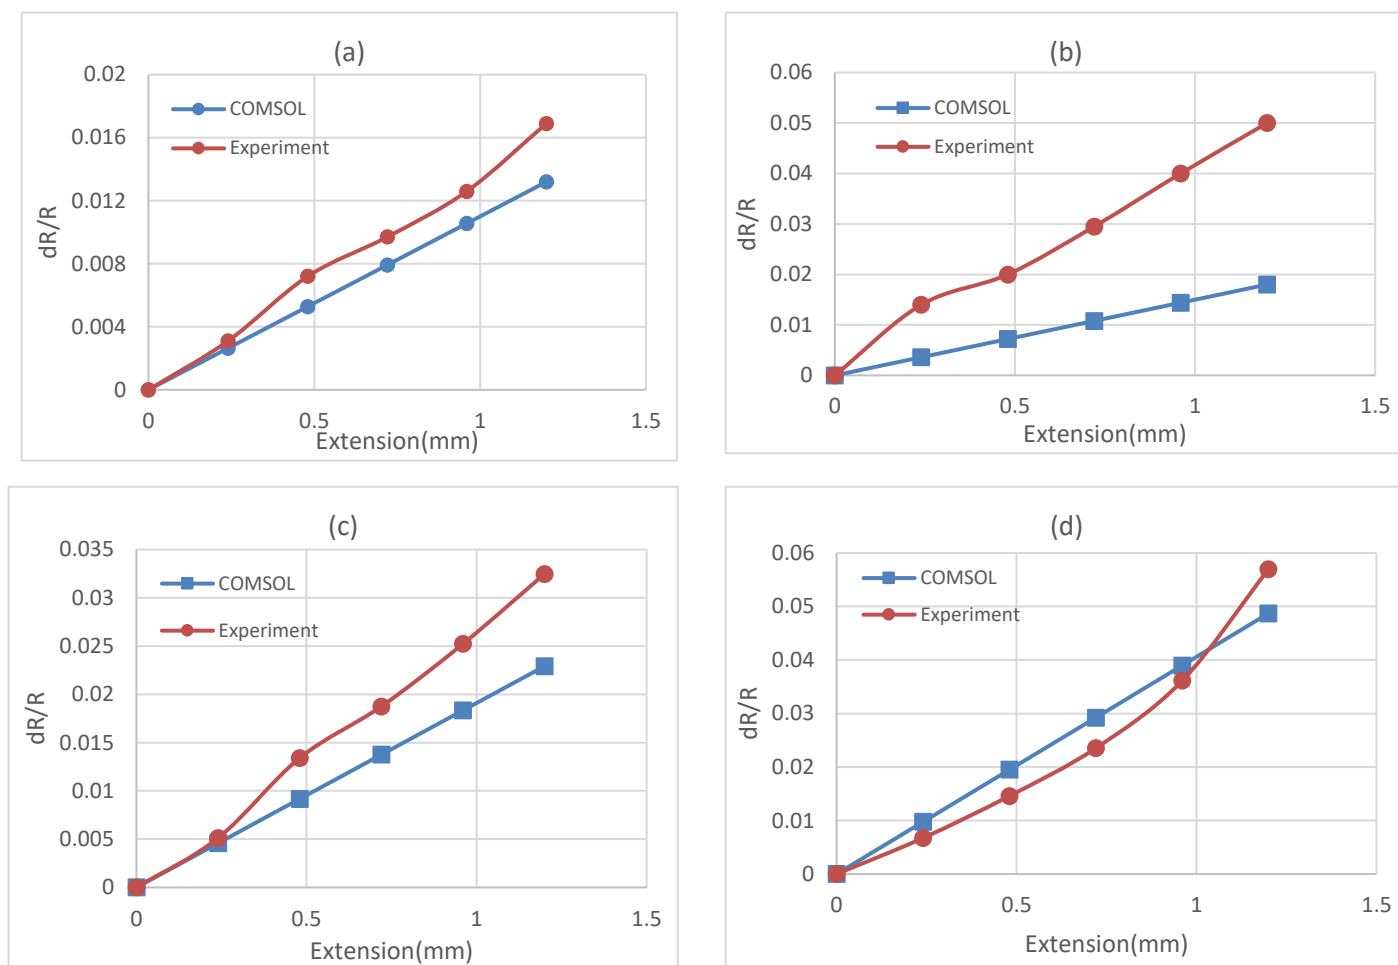 (a)
0.02
0.016
0.012
0.008
0.004
0
dR/R
COMSOL
Experiment
0 0.5 1 1.5
Extension(mm)
(b)
0.06
0.05
0.04
0.03
0.02
0.01
0
dR/R
COMSOL
Experiment
0 0.5 1 1.5
Extension(mm)
(c)
0.035
0.03
0.025
0.02
0.015
0.01
0.005
0
dR/R
COMSOL
Experiment
0 0.5 1 1.5
Extension(mm)
(d)
0.06
0.05
0.04
0.03
0.02
0.01
0
dR/R
COMSOL
Experiment
0 0.5 1 1.5
Extension(mm)